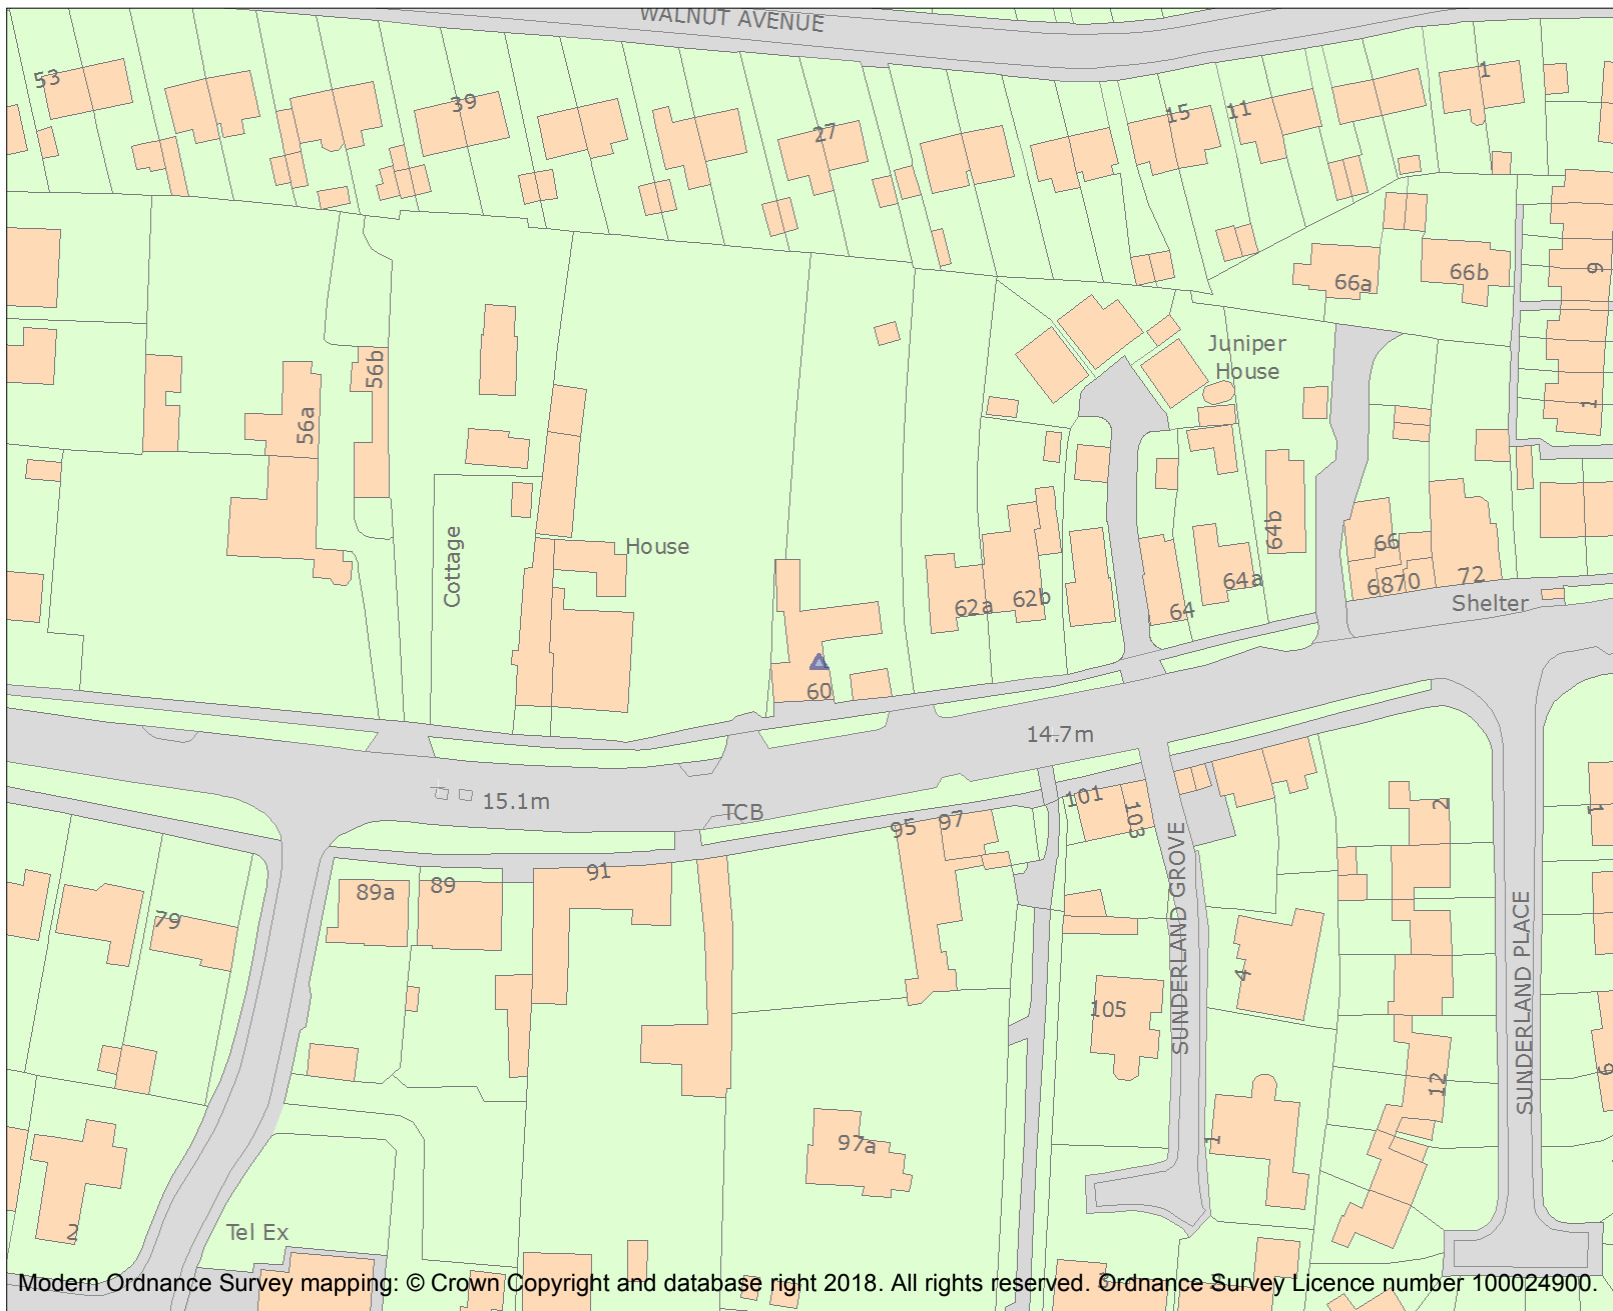 WALNUT AVENUE
53
39
27
15
11
1
66a
66b
9
Juniper
House
1
56b
56a
Cottage
House
64b
66
6870
72
Shelter
62a
62b
64
64a
60
14.7m
15.1m
TCB
95
97
101
103
2
1
91
89a
89
79
SUNDERLAND GROVE
SUNDERLAND PLACE
4
105
12
9
97a
1
2
Tel Ex
Modern Ordnance Survey mapping: © Crown Copyright and database right 2018. All rights reserved. Ordnance Survey Licence number 100024900.